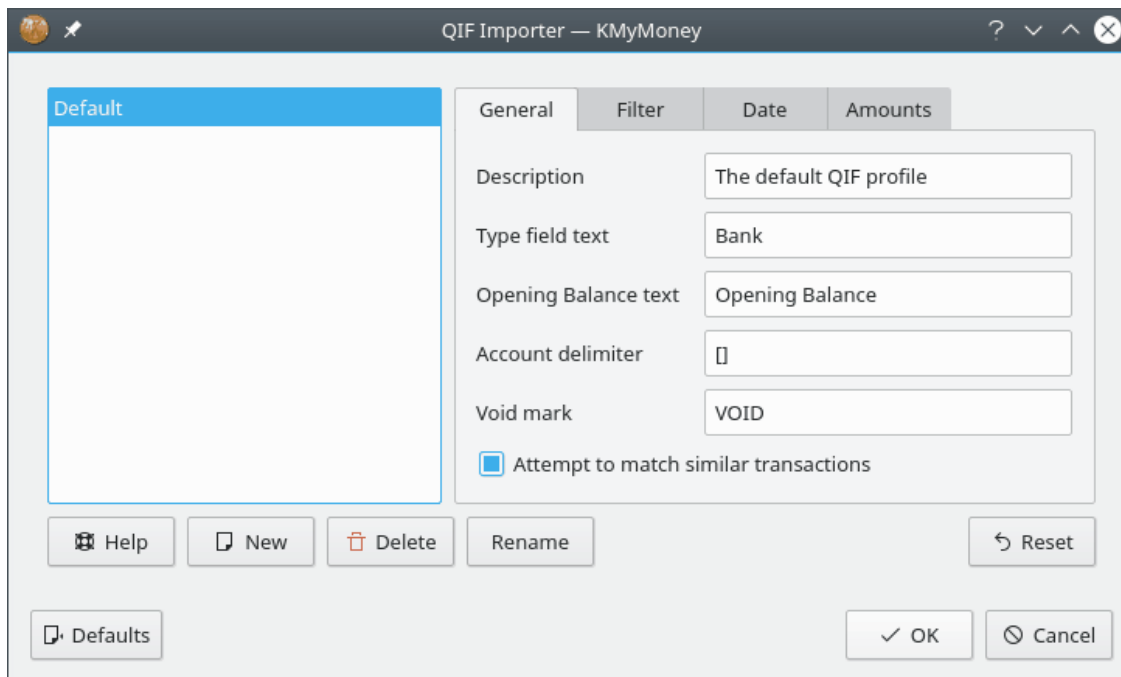 QIF Importer — KMyMoney
Default
General Filter Date Amounts
Description The default QIF profile
Type field text Bank
Opening Balance text Opening Balance
Account delimiter []
Void mark VOID
Attempt to match similar transactions
Help New Delete Rename Reset
Defaults OK Cancel